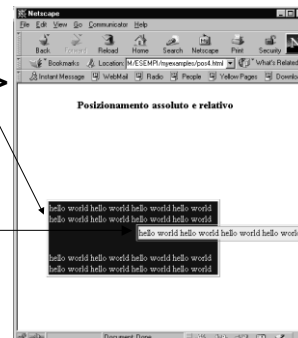 Netscape
File Edit View Go Communicator Help
Back Forward Reload Home Search Netscape Print Security
Bookmarks Location: M/ESEMPI/myexamples/pos4.html What's Related
Instant Message WebMail Radio People Yellow Pages Downlo
Posizionamento assoluto e relativo
>
hello world hello world hello world hello world
hello world hello world hello world hello world
hello world hello world hello world hello world
hello world hello world hello world hello world
hello world hello world hello world hello world
Document Done